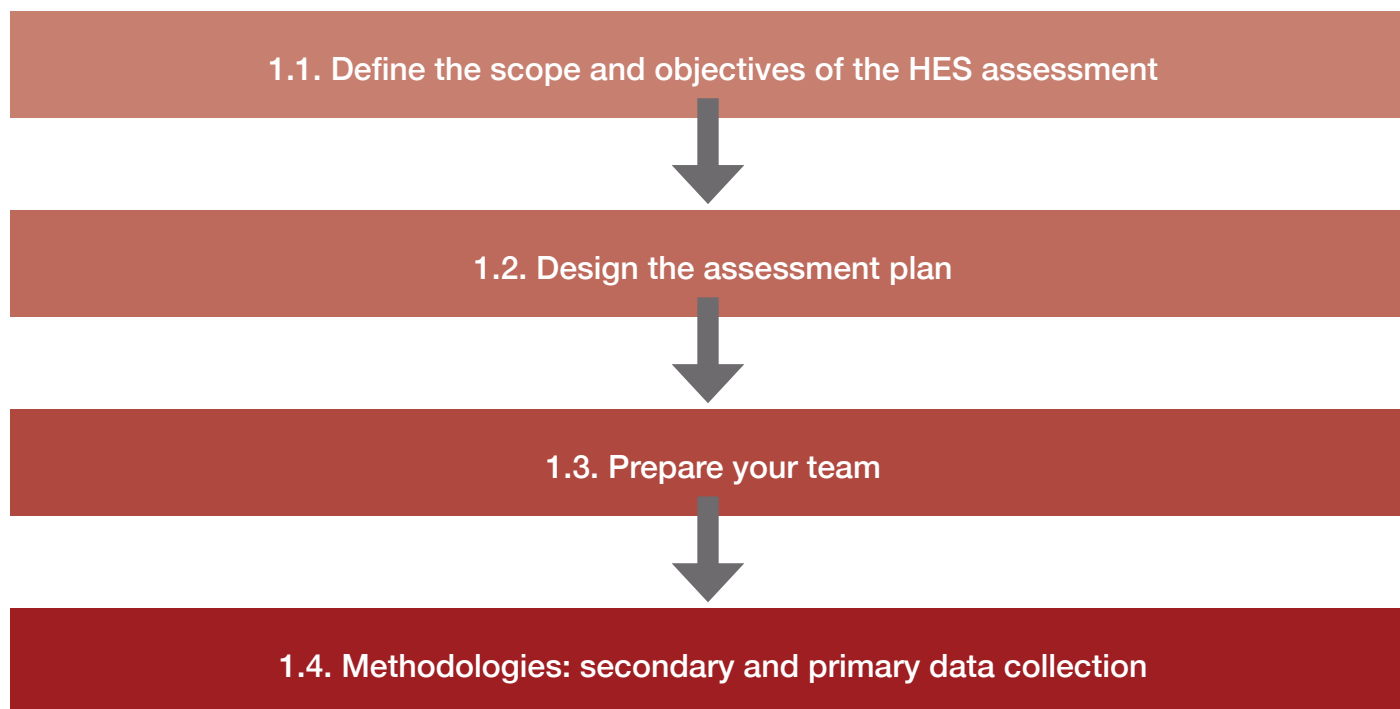 1.1. Define the scope and objectives of the HES assessment
1.2. Design the assessment plan
1.3. Prepare your team
1.4. Methodologies: secondary and primary data collection